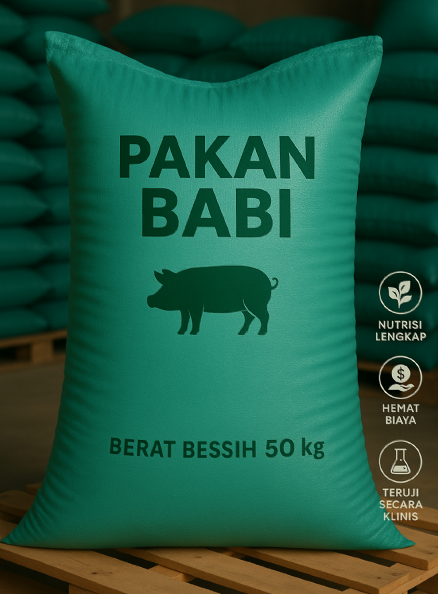 PAKAN
BABI
BERAT BESSIH 50 kg
NUTRISI
LENGKAP
HEMAT
BIAYA
TERUJI
SECARA
KLINIS